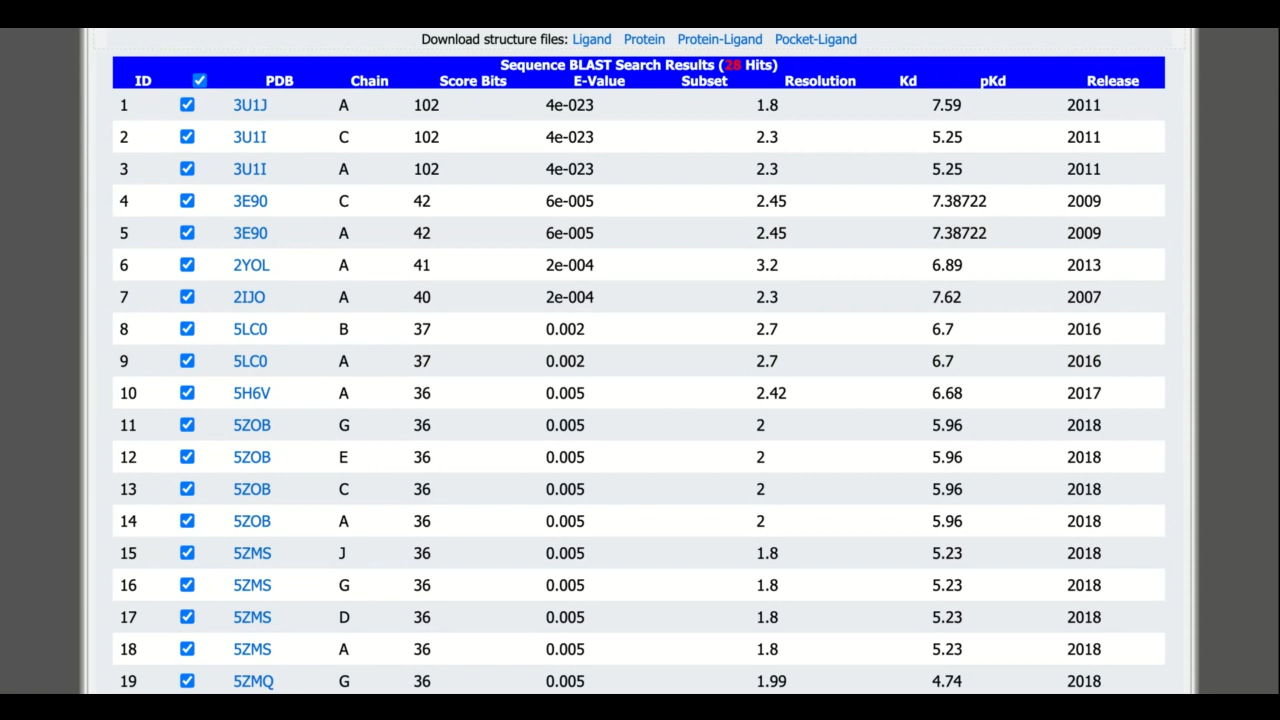 Download structure files: Ligand Protein Protein-Ligand Pocket-Ligand
Sequence BLAST Search Results (28 Hits)
ID PDB Chain Score Bits E-Value Subset Resolution Kd pKd Release
1 3U1J A 102 4e-023 1.8 7.59 2011
2 3U1I C 102 4e-023 2.3 5.25 2011
3 3U1I A 102 4e-023 2.3 5.25 2011
4 3E90 C 42 6e-005 2.45 7.38722 2009
5 3E90 A 42 6e-005 2.45 7.38722 2009
6 2YOL A 41 2e-004 3.2 6.89 2013
7 2IJO A 40 2e-004 2.3 7.62 2007
8 5LC0 B 37 0.002 2.7 6.7 2016
9 5LC0 A 37 0.002 2.7 6.7 2016
10 5H6V A 36 0.005 2.42 6.68 2017
11 5ZOB G 36 0.005 2 5.96 2018
12 5ZOB E 36 0.005 2 5.96 2018
13 5ZOB C 36 0.005 2 5.96 2018
14 5ZOB A 36 0.005 2 5.96 2018
15 5ZMS J 36 0.005 1.8 5.23 2018
16 5ZMS G 36 0.005 1.8 5.23 2018
17 5ZMS D 36 0.005 1.8 5.23 2018
18 5ZMS A 36 0.005 1.8 5.23 2018
19 5ZMQ G 36 0.005 1.99 4.74 2018